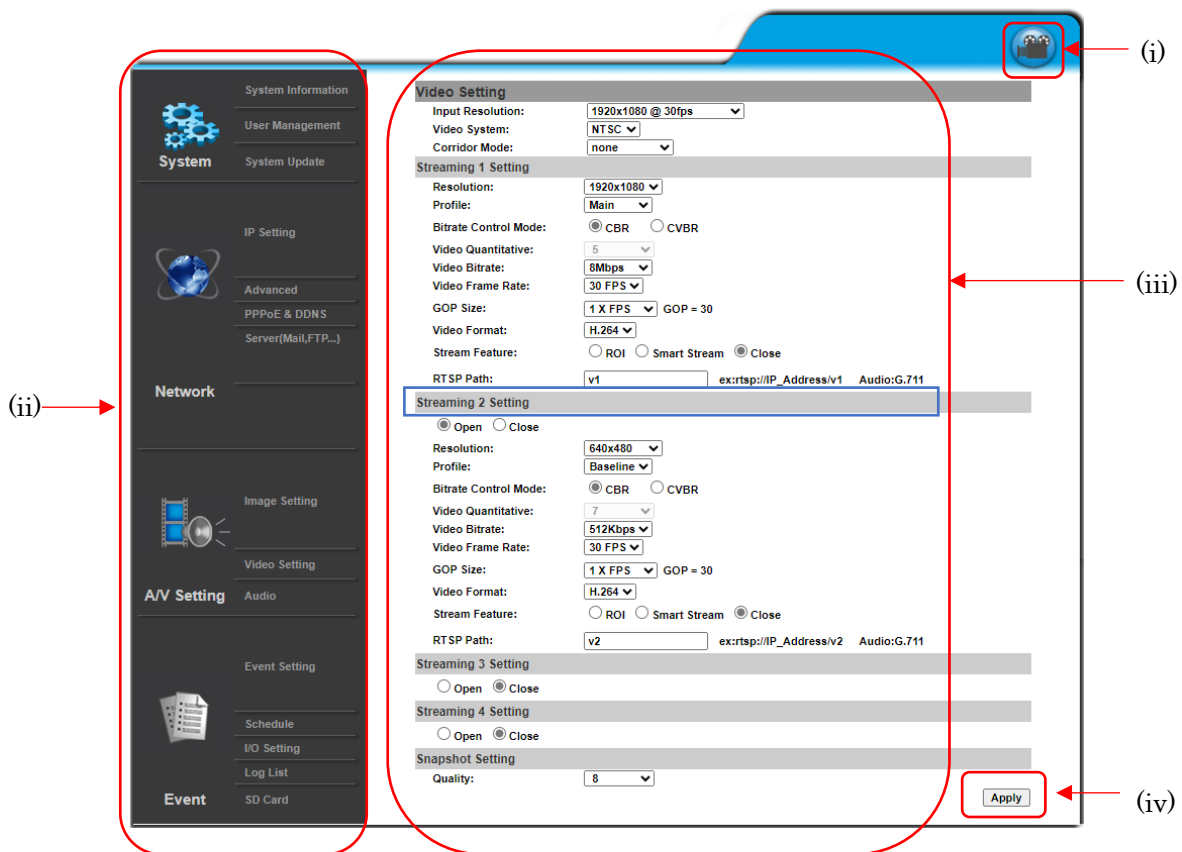 (i)
(ii)
System
System Information
User Management
System Update
Network
IP Setting
Advanced
PPPoE & DDNS
Server(Mail,FTP...)
A/V Setting
Image Setting
Video Setting
Audio
Event
Event Setting
Schedule
I/O Setting
Log List
SD Card
Video Setting
Input Resolution: 1920x1080 @ 30fps
Video System: NTSC
Corridor Mode: none
Streaming 1 Setting
Resolution: 1920x1080
Profile: Main
Bitrate Control Mode: CBR CVBR
Video Quantitative: 5
Video Bitrate: 8Mbps
Video Frame Rate: 30 FPS
GOP Size: 1 X FPS GOP = 30
Video Format: H.264
Stream Feature: ROI Smart Stream Close
RTSP Path: v1 ex:rtsp://IP_Address/v1 Audio:G.711
Streaming 2 Setting
Open Close
Resolution: 640x480
Profile: Baseline
Bitrate Control Mode: CBR CVBR
Video Quantitative: 7
Video Bitrate: 512Kbps
Video Frame Rate: 30 FPS
GOP Size: 1 X FPS GOP = 30
Video Format: H.264
Stream Feature: ROI Smart Stream Close
RTSP Path: v2 ex:rtsp://IP_Address/v2 Audio:G.711
Streaming 3 Setting
Open Close
Streaming 4 Setting
Open Close
Snapshot Setting
Quality: 8
Apply
(iii)
(iv)